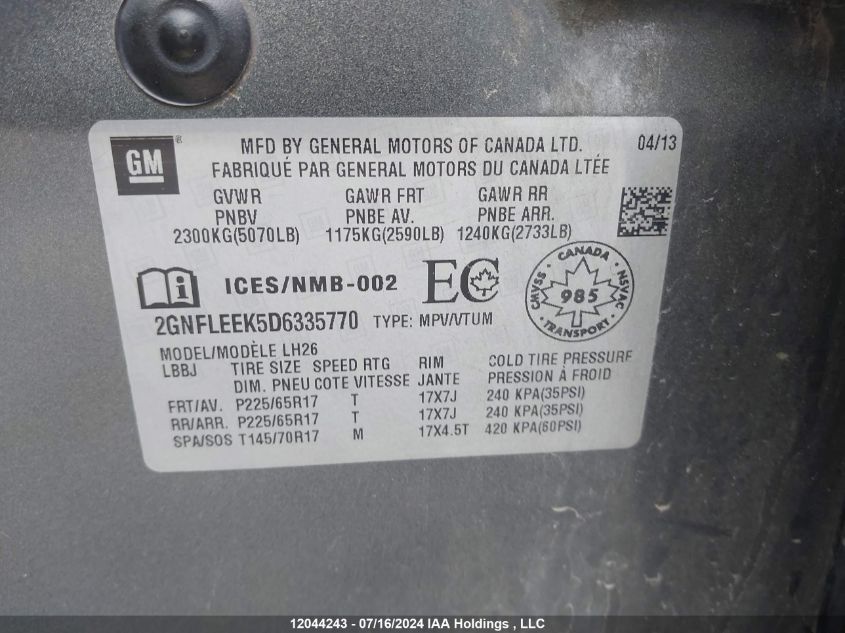 GM ®
MFD BY GENERAL MOTORS OF CANADA LTD. 04/13
FABRIQUÉ PAR GENERAL MOTORS DU CANADA LTÉE
GVWR GAWR FRT GAWR RR
PNBV PNBE AV. PNBE ARR.
2300KG(5070LB) 1175KG(2590LB) 1240KG(2733LB)
ICES/NMB-002 EC
CANADA CMVSS NSVAC
985
TRANSPORT
2GNFLEEK5D6335770 TYPE: MPV/VTUM
MODEL/MODÈLE LH26
LBBJ TIRE SIZE SPEED RTG RIM COLD TIRE PRESSURE
DIM. PNEU COTE VITESSE JANTE PRESSION À FROID
FRT/AV. P225/65R17 T 17X7J 240 KPA(35PSI)
RR/ARR. P225/65R17 T 17X7J 240 KPA(35PSI)
SPA/SOS T145/70R17 M 17X4.5T 420 KPA(60PSI)
12044243 - 07/16/2024 IAA Holdings , LLC